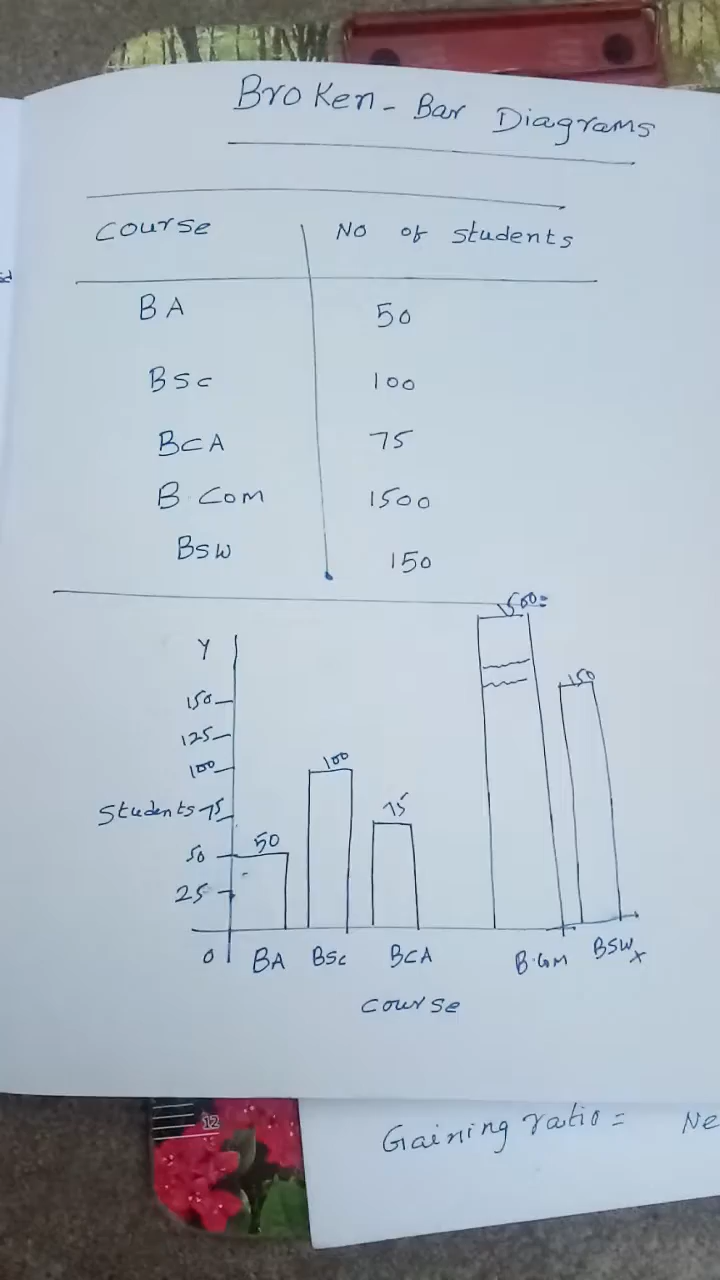 Broken - Bar Diagrams
Course No of students
BA 50
BSc 100
BCA 75
B.Com 1500
BSW 150
Y
1500
150
150
125
100
100
Students 75
75
50
50
25
0 BA BSc BCA B.Com BSW x
Course
12
Gaining ratio = Ne